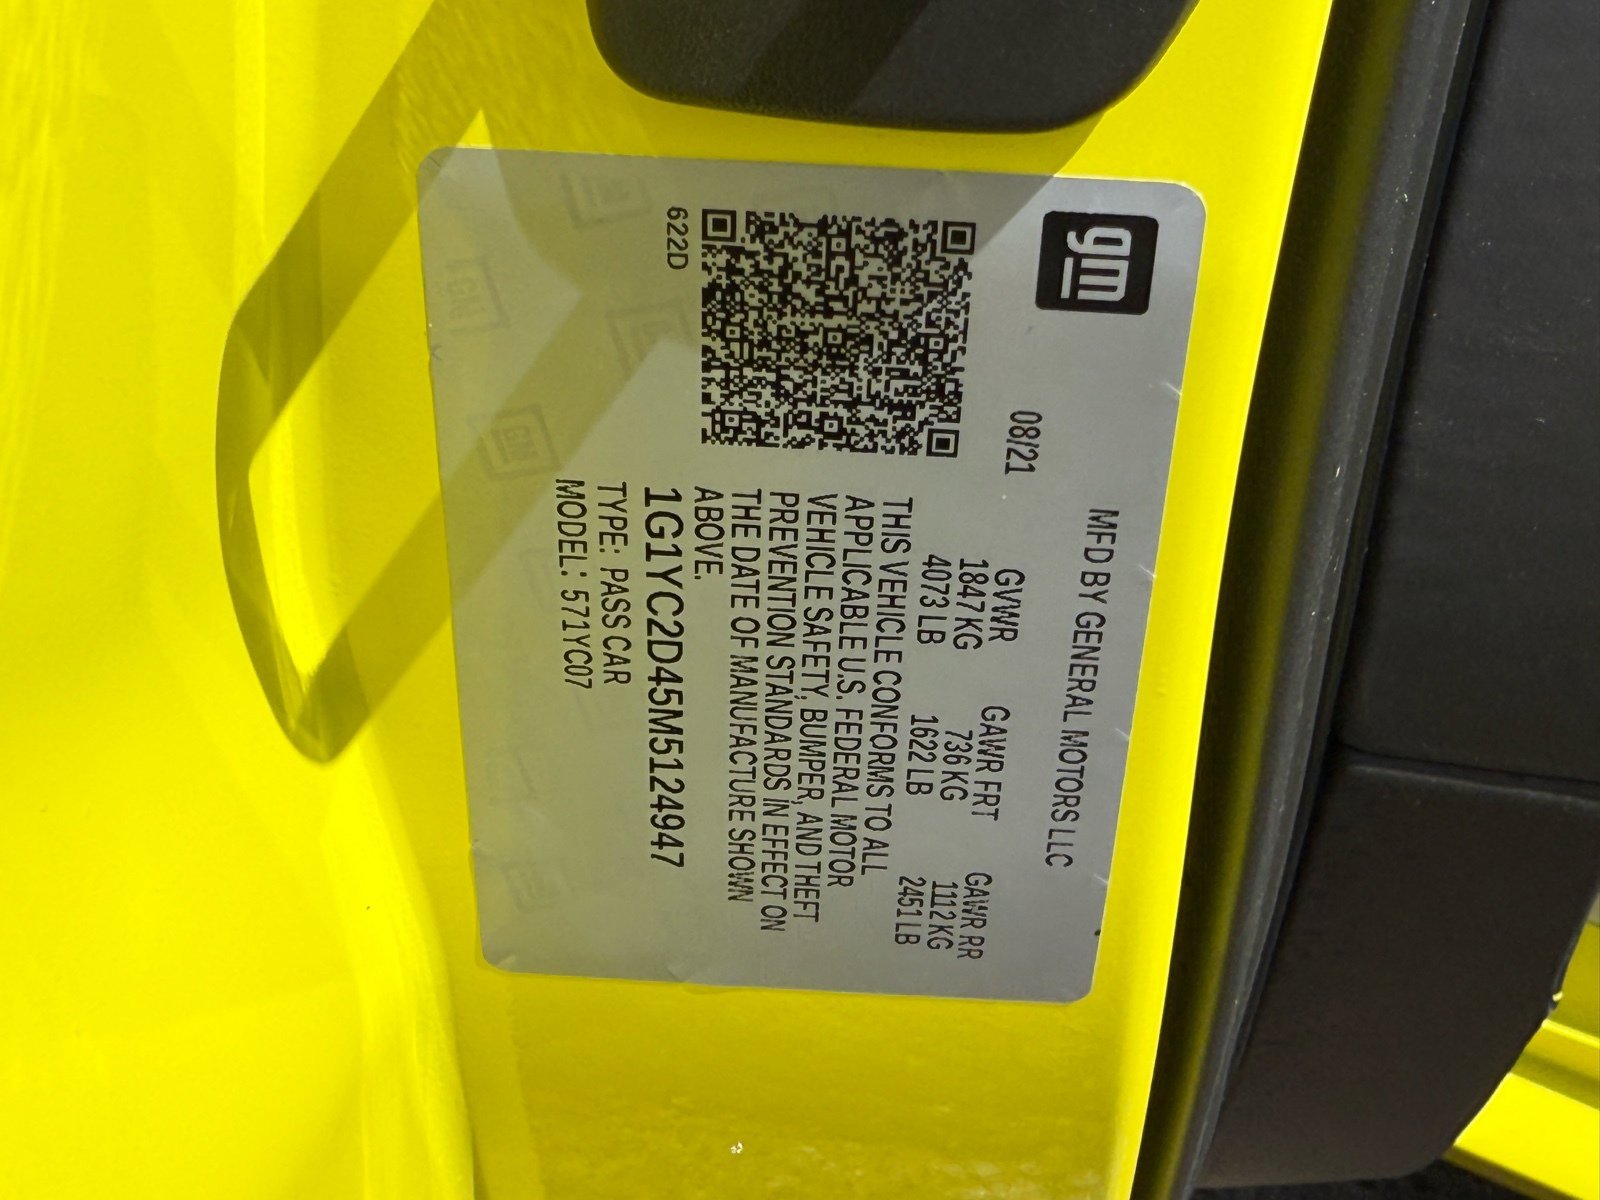 gm
MFD BY GENERAL MOTORS LLC
08/21
GVWR GAWR FRT GAWR RR
1847 KG 736 KG 1112 KG
4073 LB 1622 LB 2451 LB
THIS VEHICLE CONFORMS TO ALL
APPLICABLE U.S. FEDERAL MOTOR
VEHICLE SAFETY, BUMPER, AND THEFT
PREVENTION STANDARDS IN EFFECT ON
THE DATE OF MANUFACTURE SHOWN
ABOVE.
1G1YC2D45M5124947
TYPE: PASS CAR
MODEL: 571YC07
622D
GM
GM